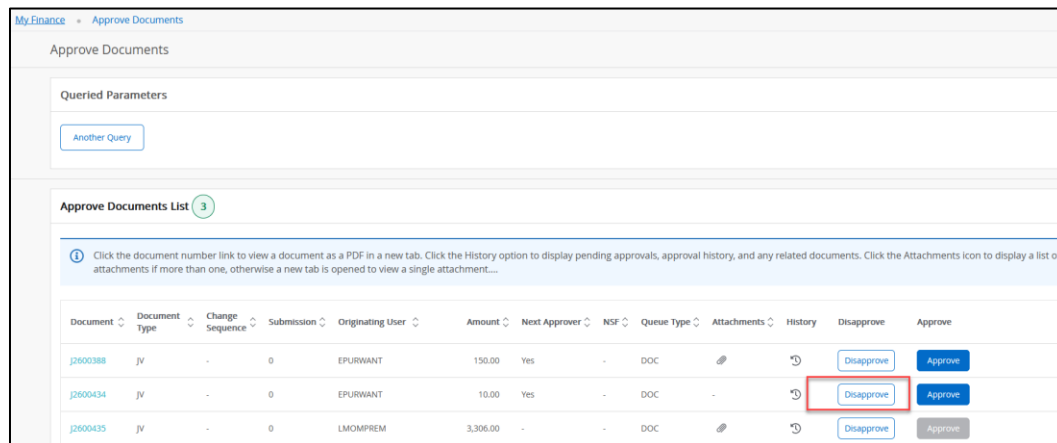 My Finance • Approve Documents
Approve Documents
Queried Parameters
Another Query
Approve Documents List 3
Click the document number link to view a document as a PDF in a new tab. Click the History option to display pending approvals, approval history, and any related documents. Click the Attachments icon to display a list o
attachments if more than one, otherwise a new tab is opened to view a single attachment....
Document Document Type Change Sequence Submission Originating User Amount Next Approver NSF Queue Type Attachments History Disapprove Approve
J2600388 JV - 0 EPURWANT 150.00 Yes - DOC Disapprove Approve
J2600434 JV - 0 EPURWANT 10.00 Yes - DOC - Disapprove Approve
J2600435 JV - 0 LMOMPREM 3,306.00 - - DOC Disapprove Approve